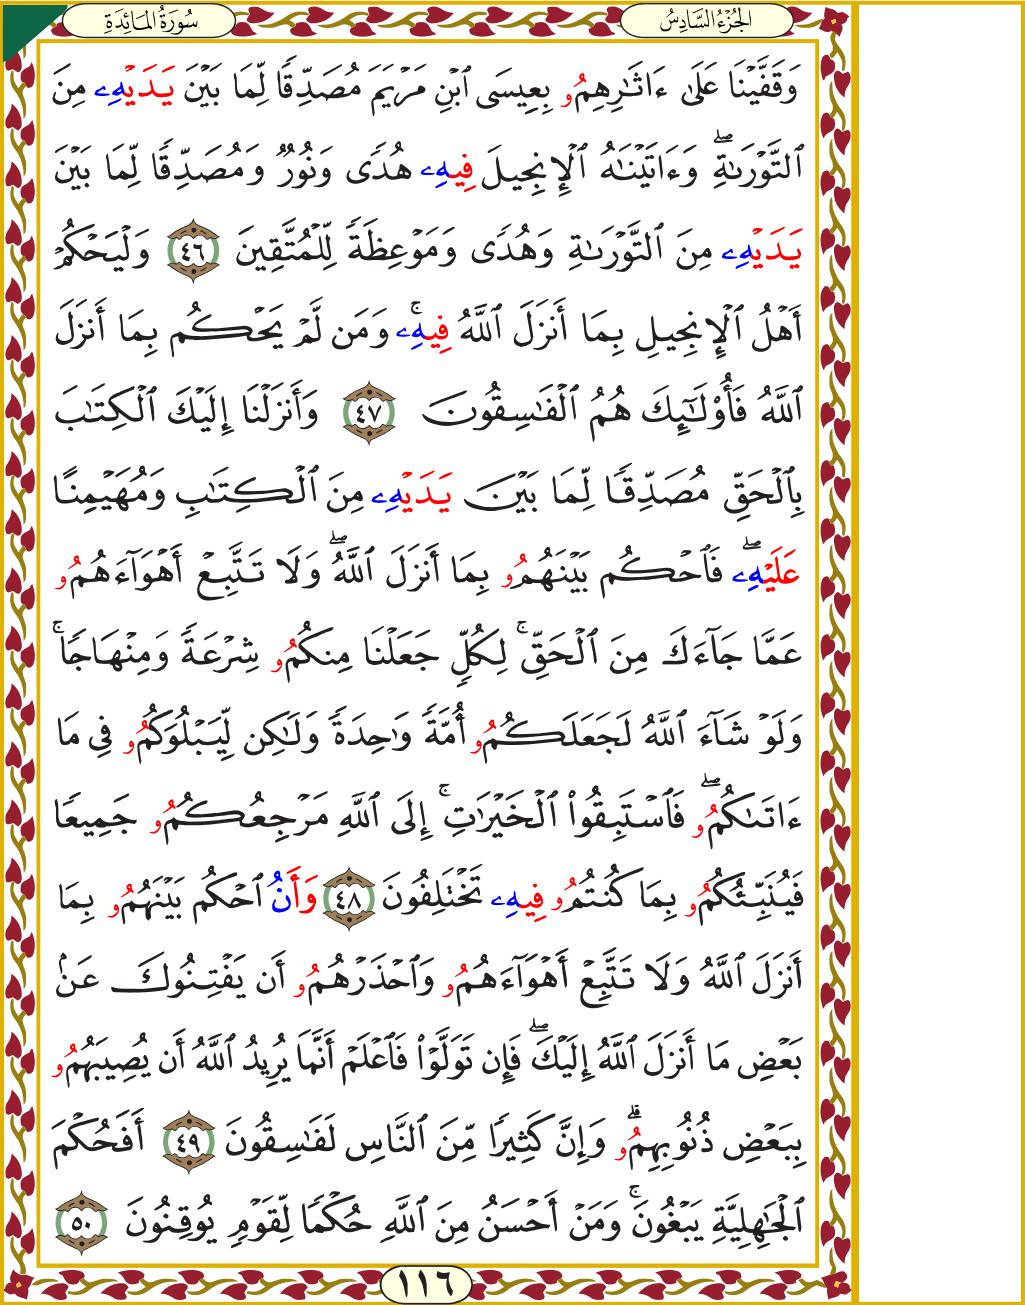 الجُزْءُ السَّادِسُ
سُورَةُ المَائِدَةِ
وَقَفَّيْنَا عَلَىٰ ءَاثَٰرِهِمُۥ بِعِيسَى ٱبْنِ مَرْيَمَ مُصَدِّقًا لِّمَا بَيْنَ يَدَيْهِۦ مِنَ
ٱلتَّوْرَىٰةِۖ وَءَاتَيْنَٰهُ ٱلْإِنجِيلَ فِيهِۦ هُدًى وَنُورٌ وَمُصَدِّقًا لِّمَا بَيْنَ
يَدَيْهِۦ مِنَ ٱلتَّوْرَىٰةِ وَهُدًى وَمَوْعِظَةً لِّلْمُتَّقِينَ ٤٦ وَلْيَحْكُمْ
أَهْلُ ٱلْإِنجِيلِ بِمَا أَنزَلَ ٱللَّهُ فِيهِۦۚ وَمَن لَّمْ يَحْكُم بِمَا أَنزَلَ
ٱللَّهُ فَأُوْلَٰٓئِكَ هُمُ ٱلْفَٰسِقُونَ ٤٧ وَأَنزَلْنَا إِلَيْكَ ٱلْكِتَٰبَ
بِٱلْحَقِّ مُصَدِّقًا لِّمَا بَيْنَ يَدَيْهِۦ مِنَ ٱلْكِتَٰبِ وَمُهَيْمِنًا
عَلَيْهِۦۖ فَٱحْكُم بَيْنَهُمُۥ بِمَا أَنزَلَ ٱللَّهُۖ وَلَا تَتَّبِعْ أَهْوَآءَهُمُۥ
عَمَّا جَآءَكَ مِنَ ٱلْحَقِّۚ لِكُلٍّ جَعَلْنَا مِنكُمُۥ شِرْعَةً وَمِنْهَاجًاۚ
وَلَوْ شَآءَ ٱللَّهُ لَجَعَلَكُمُۥ أُمَّةً وَٰحِدَةً وَلَٰكِن لِّيَبْلُوَكُمُۥ فِي مَا
ءَاتَىٰكُمُۥۖ فَٱسْتَبِقُواْ ٱلْخَيْرَٰتِۚ إِلَى ٱللَّهِ مَرْجِعُكُمُۥ جَمِيعًا
فَيُنَبِّئُكُمُۥ بِمَا كُنتُمُۥ فِيهِۦ تَخْتَلِفُونَ ٤٨ وَأَنُ ٱحْكُم بَيْنَهُمُۥ بِمَا
أَنزَلَ ٱللَّهُ وَلَا تَتَّبِعْ أَهْوَآءَهُمُۥ وَٱحْذَرْهُمُۥ أَن يَفْتِنُوكَ عَنۢ
بَعْضِ مَا أَنزَلَ ٱللَّهُ إِلَيْكَۖ فَإِن تَوَلَّوْاْ فَٱعْلَمْ أَنَّمَا يُرِيدُ ٱللَّهُ أَن يُصِيبَهُمُۥ
بِبَعْضِ ذُنُوبِهِمُۥۗ وَإِنَّ كَثِيرًا مِّنَ ٱلنَّاسِ لَفَٰسِقُونَ ٤٩ أَفَحُكْمَ
ٱلْجَٰهِلِيَّةِ يَبْغُونَۚ وَمَنْ أَحْسَنُ مِنَ ٱللَّهِ حُكْمًا لِّقَوْمٍ يُوقِنُونَ ٥٠
١١٦